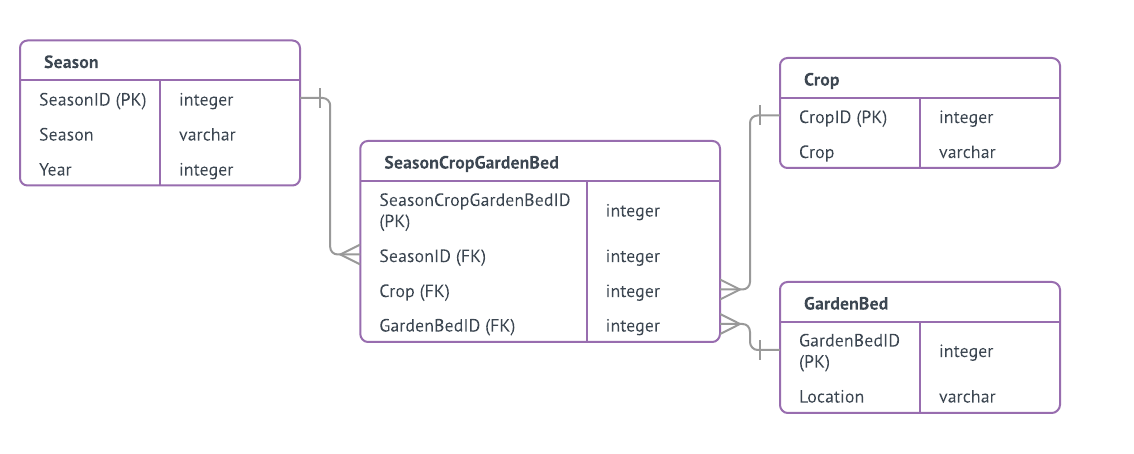 Season
SeasonID (PK) integer
Season varchar
Year integer
SeasonCropGardenBed
SeasonCropGardenBedID
(PK)
integer
SeasonID (FK) integer
Crop (FK) integer
GardenBedID (FK) integer
Crop
CropID (PK) integer
Crop varchar
GardenBed
GardenBedID
(PK)
integer
Location varchar